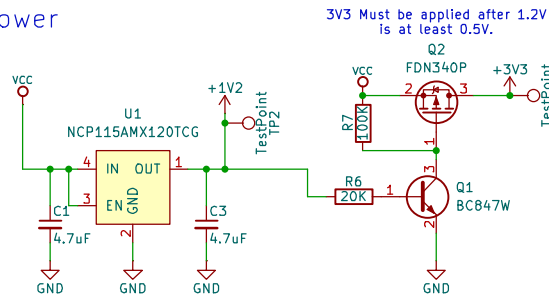 ower
3V3 Must be applied after 1.2V
is at least 0.5V.
Q2
FDN340P
VCC
+1V2
VCC
2
3
+3V3
TestPoint
U1
NCP115AMX120TCG
TestPoint
TP2
R7
100K
1
4
IN
OUT
1
R6
20K
3
Q1
BC847W
1
3
EN
GND
2
C1
4.7uF
C3
4.7uF
2
GND
GND
GND
GND